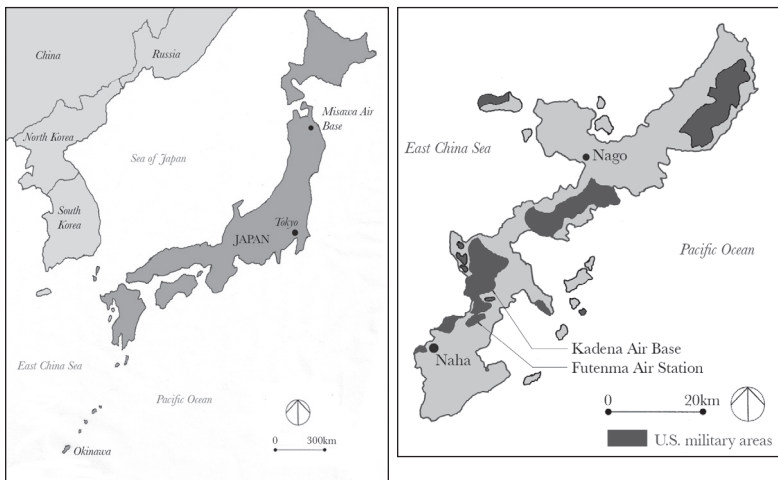 China
Russia
Misawa Air
Base
North Korea
Sea of Japan
South
Korea
Tokyo
JAPAN
East China Sea
Pacific Ocean
0 300km
Okinawa
East China Sea
Nago
Pacific Ocean
Kadena Air Base
Futenma Air Station
Naha
0 20km
U.S. military areas